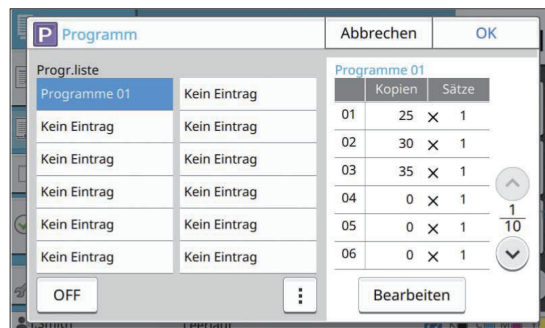 P Programm Abbrechen OK
Progr.liste
Programme 01 Kein Eintrag
Kein Eintrag Kein Eintrag
Kein Eintrag Kein Eintrag
Kein Eintrag Kein Eintrag
Kein Eintrag Kein Eintrag
Kein Eintrag Kein Eintrag
OFF
Programme 01
Kopien Sätze
01 25 × 1
02 30 × 1
03 35 × 1
04 0 × 1
05 0 × 1
06 0 × 1
1
10
Bearbeiten